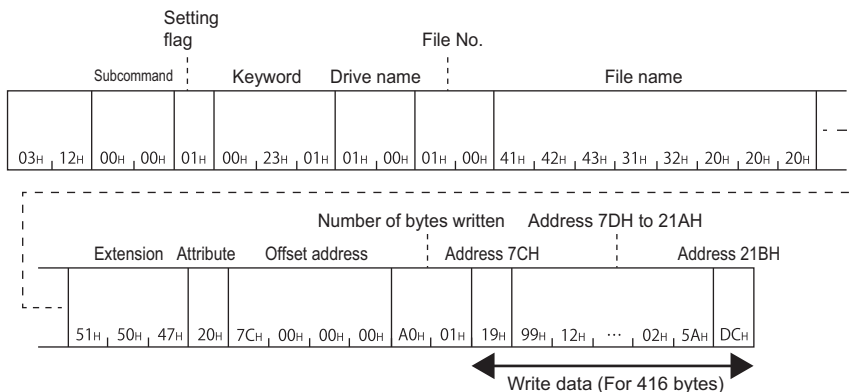 Setting
flag
File No.
Subcommand Keyword Drive name File name
03H 12H 00H 00H 01H 00H 23H 01H 01H 00H 01H 00H 41H 42H 43H 31H 32H 20H 20H 20H
Number of bytes written Address 7DH to 21AH
Extension Attribute Offset address Address 7CH Address 21BH
51H 50H 47H 20H 7CH 00H 00H 00H A0H 01H 19H 99H 12H ... 02H 5AH DCH
Write data (For 416 bytes)